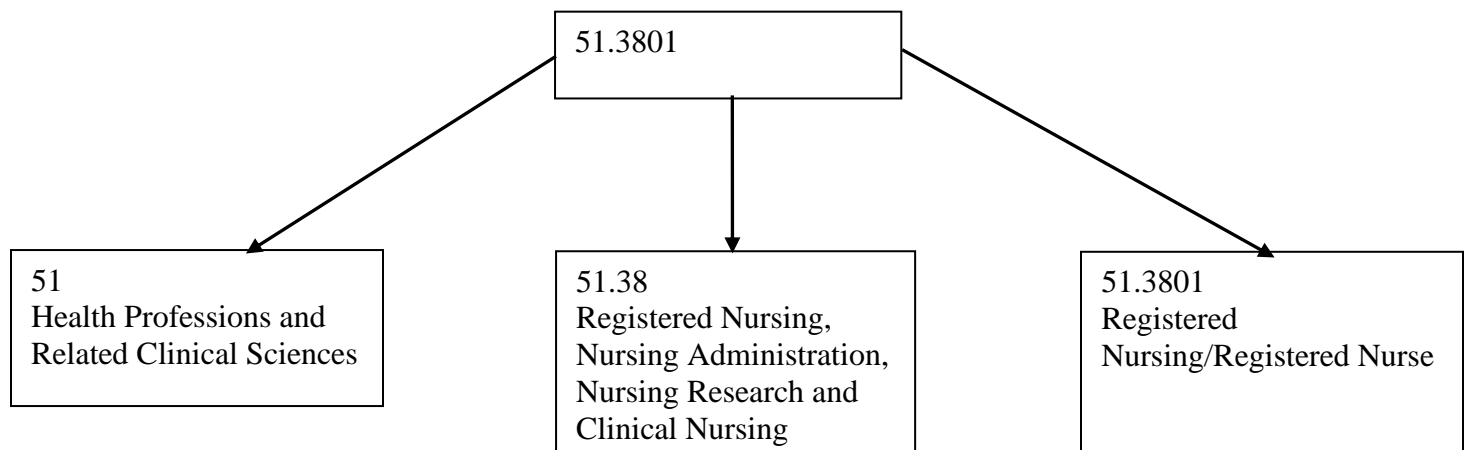 51.3801
51
Health Professions and
Related Clinical Sciences
51.38
Registered Nursing,
Nursing Administration,
Nursing Research and
Clinical Nursing
51.3801
Registered
Nursing/Registered Nurse